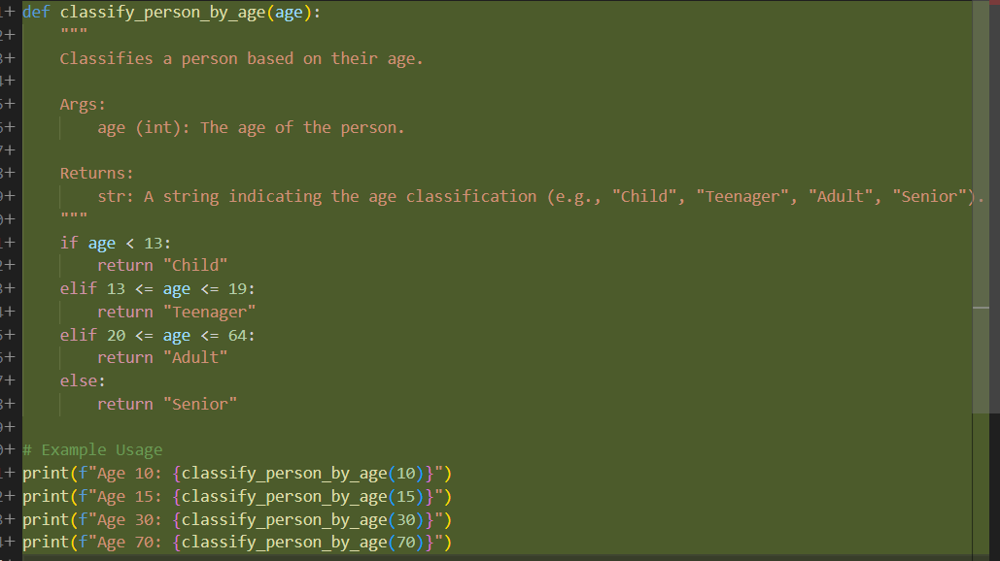 def classify_person_by_age(age):
    """
    Classifies a person based on their age.

    Args:
        age (int): The age of the person.

    Returns:
        str: A string indicating the age classification (e.g., "Child", "Teenager", "Adult", "Senior").
    """
    if age < 13:
        return "Child"
    elif 13 <= age <= 19:
        return "Teenager"
    elif 20 <= age <= 64:
        return "Adult"
    else:
        return "Senior"

# Example Usage
print(f"Age 10: {classify_person_by_age(10)}")
print(f"Age 15: {classify_person_by_age(15)}")
print(f"Age 30: {classify_person_by_age(30)}")
print(f"Age 70: {classify_person_by_age(70)}")